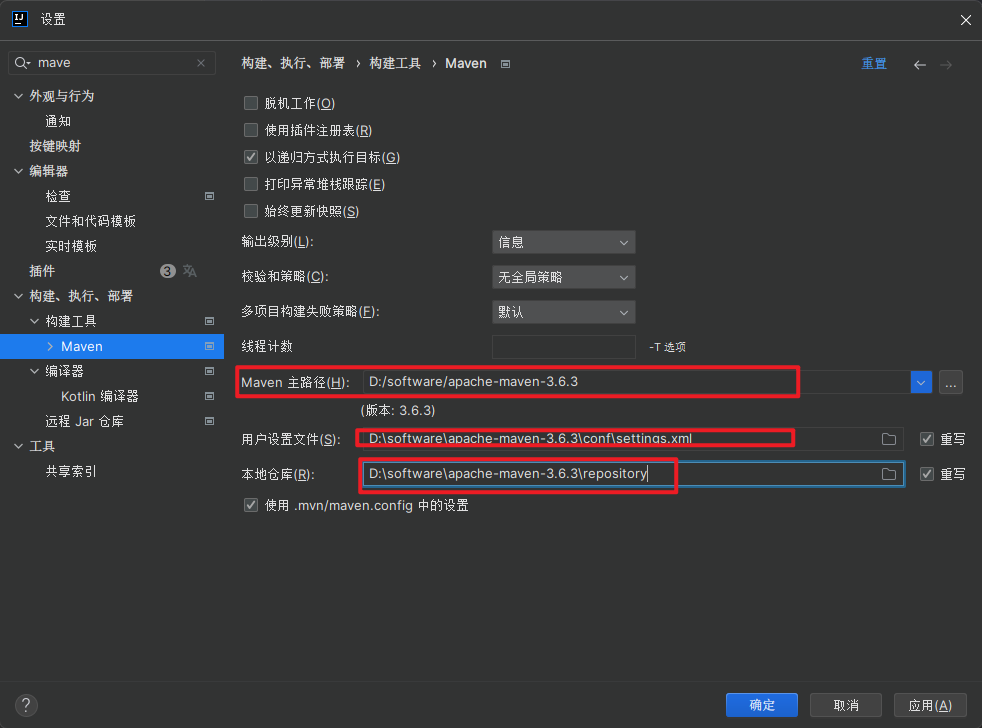 设置
mave
构建、执行、部署 › 构建工具 › Maven
重置
外观与行为
通知
按键映射
编辑器
检查
文件和代码模板
实时模板
插件 3
构建、执行、部署
构建工具
Maven
编译器
Kotlin 编译器
远程 Jar 仓库
工具
共享索引
脱机工作(O)
使用插件注册表(R)
以递归方式执行目标(G)
打印异常堆栈跟踪(E)
始终更新快照(S)
输出级别(L): 信息
校验和策略(C): 无全局策略
多项目构建失败策略(F): 默认
线程计数 -T 选项
Maven 主路径(H): D:/software/apache-maven-3.6.3 ...
(版本: 3.6.3)
用户设置文件(S): D:\software\apache-maven-3.6.3\conf\settings.xml 重写
本地仓库(R): D:\software\apache-maven-3.6.3\repository 重写
使用 .mvn/maven.config 中的设置
? 确定 取消 应用(A)